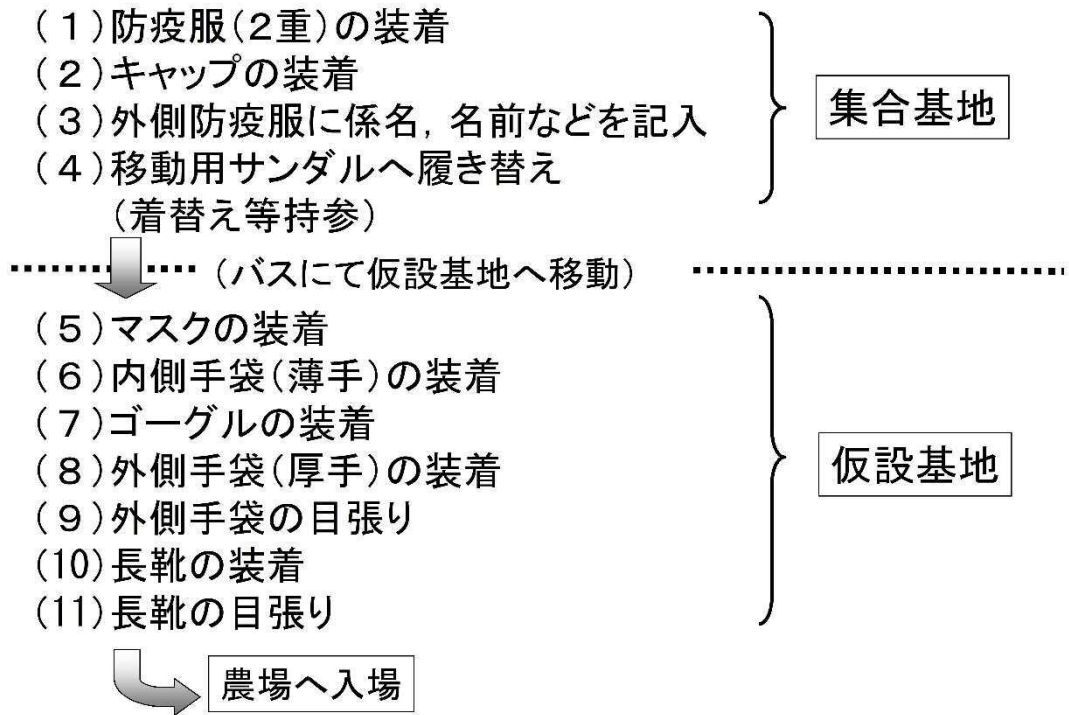 （１）防疫服（２重）の装着
（２）キャップの装着
（３）外側防疫服に係名，名前などを記入
（４）移動用サンダルへ履き替え
（着替え等持参）
集合基地
（バスにて仮設基地へ移動）
（５）マスクの装着
（６）内側手袋（薄手）の装着
（７）ゴーグルの装着
（８）外側手袋（厚手）の装着
（９）外側手袋の目張り
（10）長靴の装着
（11）長靴の目張り
仮設基地
農場へ入場